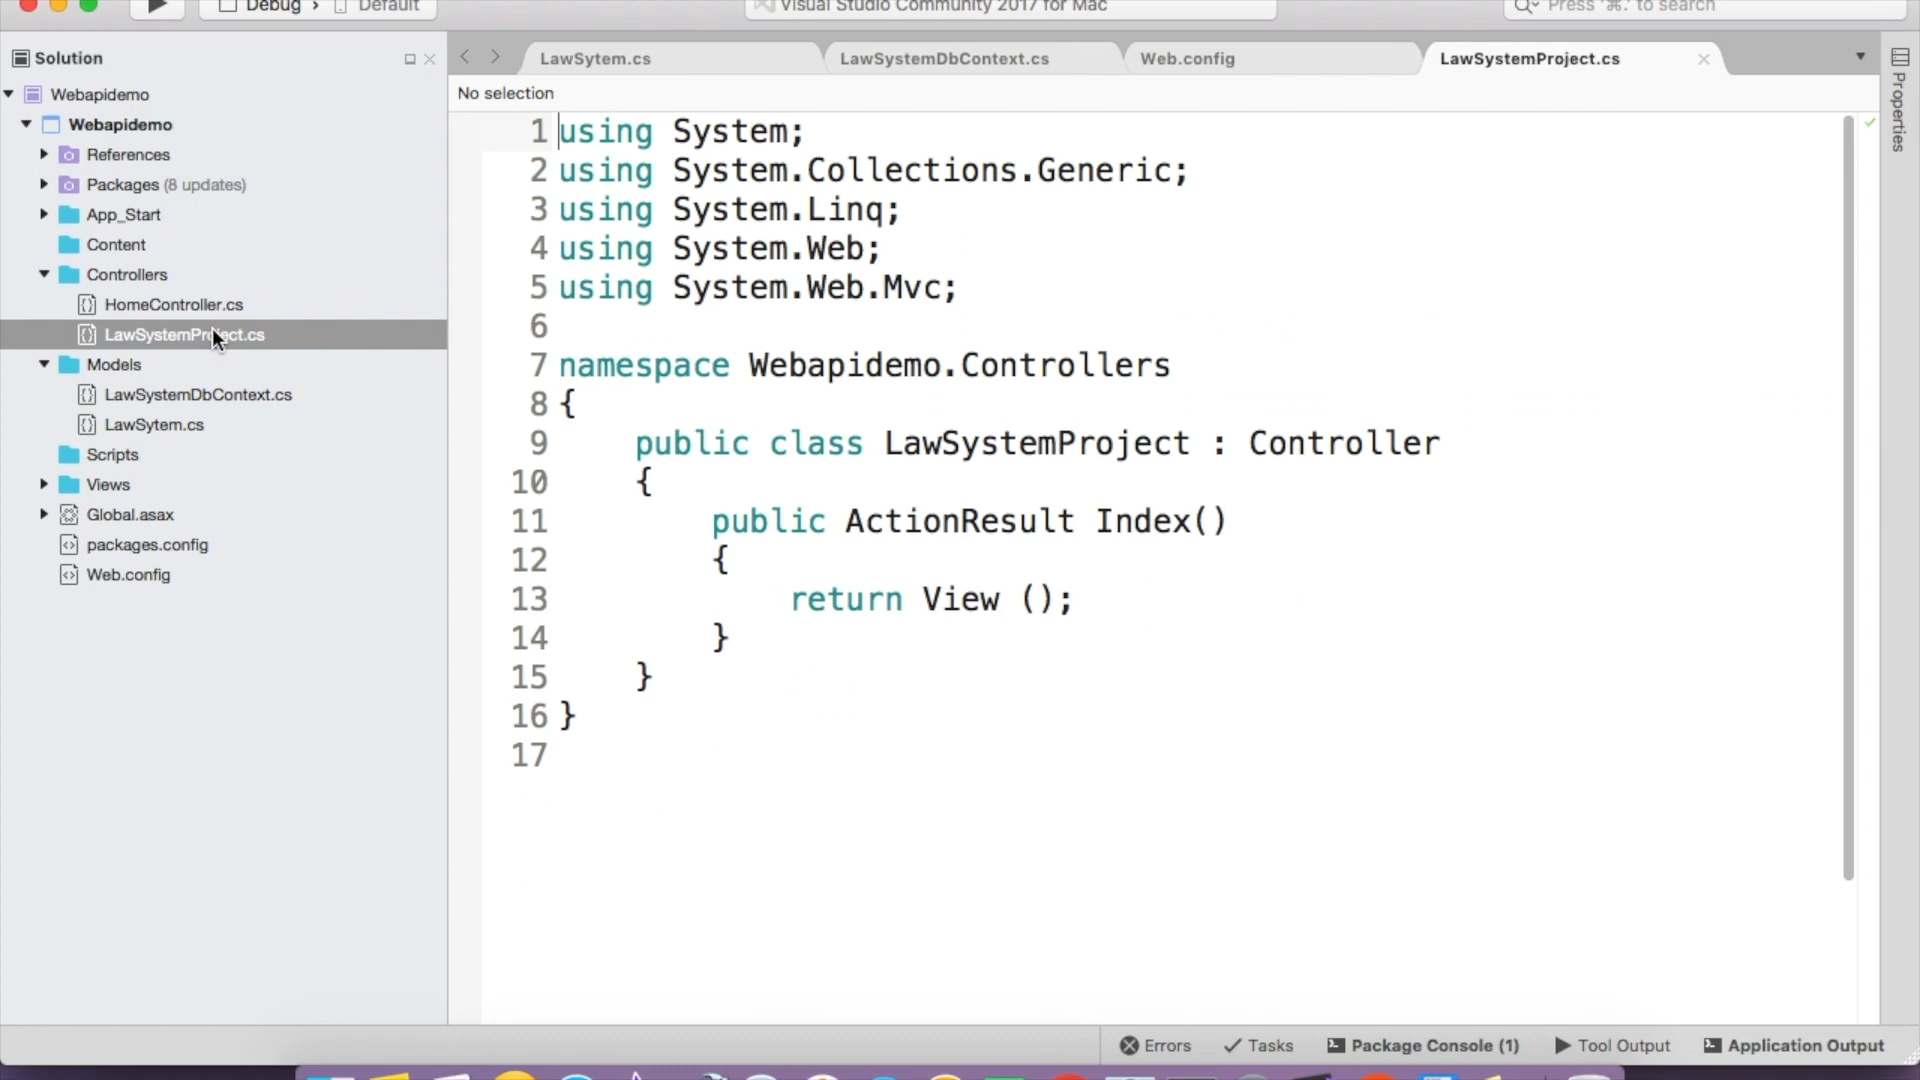 Debug › Default
Visual Studio Community 2017 for Mac
Press '⌘.' to search
Solution
Webapidemo
Webapidemo
References
Packages (8 updates)
App_Start
Content
Controllers
HomeController.cs
LawSystemProject.cs
Models
LawSystemDbContext.cs
LawSytem.cs
Scripts
Views
Global.asax
packages.config
Web.config
LawSytem.cs
LawSystemDbContext.cs
Web.config
LawSystemProject.cs
No selection
1 using System;
2 using System.Collections.Generic;
3 using System.Linq;
4 using System.Web;
5 using System.Web.Mvc;
6
7 namespace Webapidemo.Controllers
8 {
9 public class LawSystemProject : Controller
10 {
11 public ActionResult Index()
12 {
13 return View ();
14 }
15 }
16 }
17
Properties
Errors
Tasks
Package Console (1)
Tool Output
Application Output